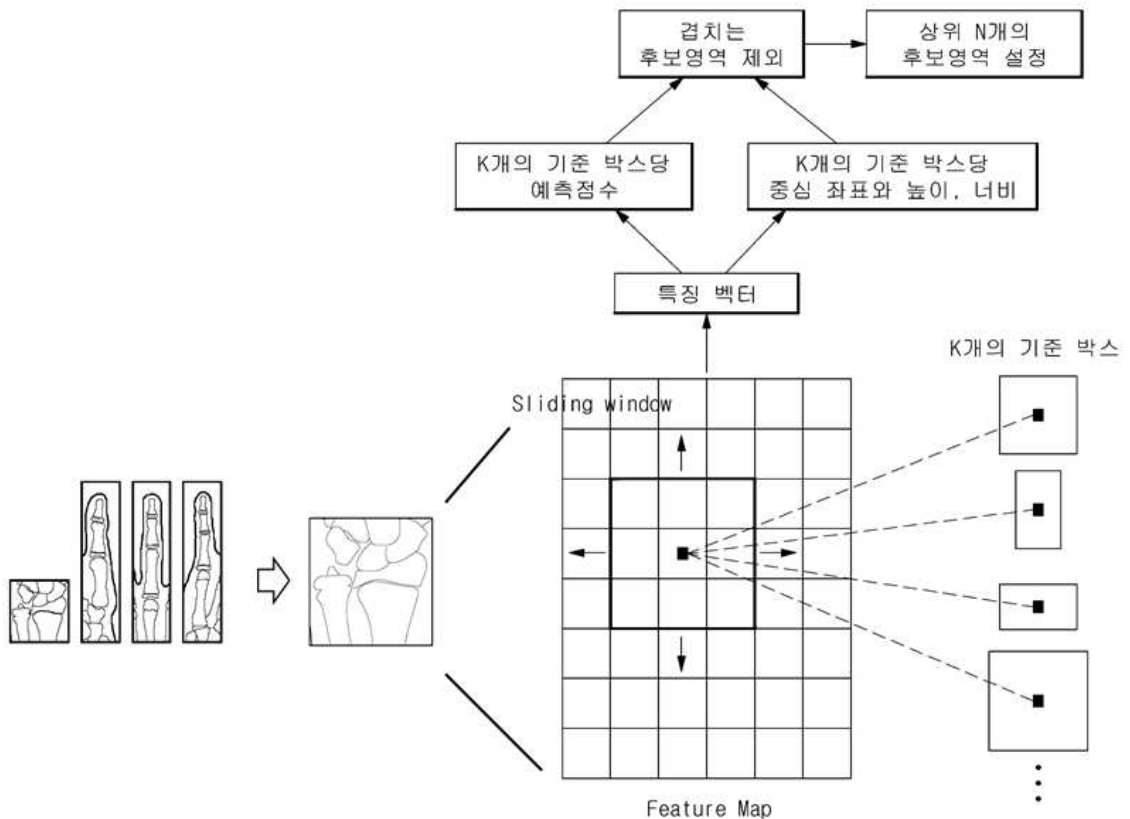 겹치는
후보영역 제외
상위 N개의
후보영역 설정
K개의 기준 박스당
예측점수
K개의 기준 박스당
중심 좌표와 높이, 너비
특징 벡터
K개의 기준 박스
Sliding window
Feature Map